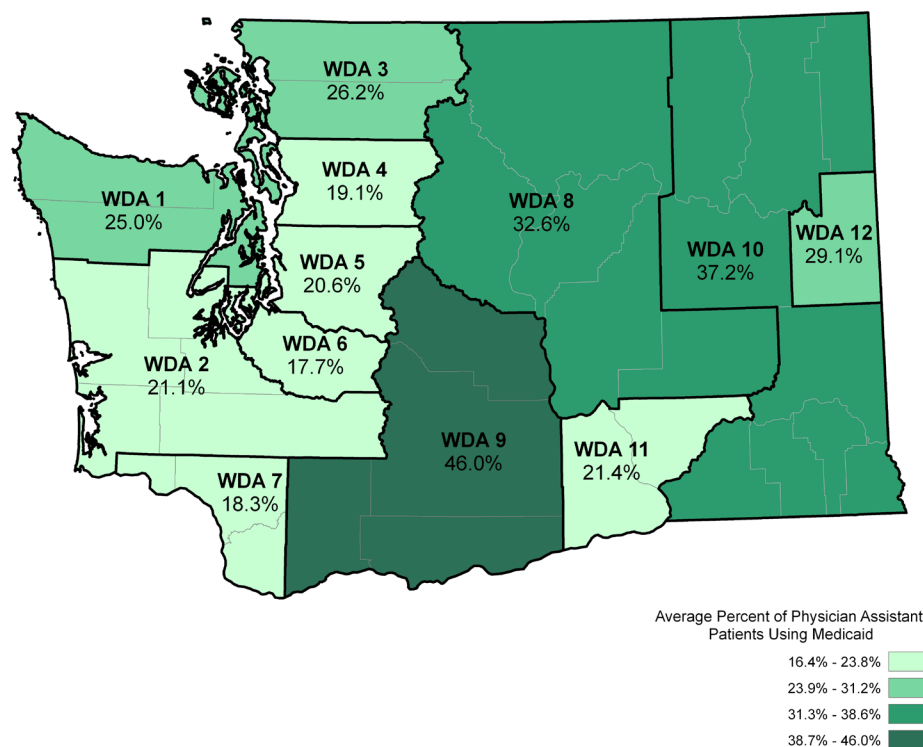 WDA 3
26.2%
WDA 4
19.1%
WDA 1
25.0%
WDA 8
32.6%
WDA 10
37.2%
WDA 12
29.1%
WDA 5
20.6%
WDA 6
17.7%
WDA 2
21.1%
WDA 9
46.0%
WDA 11
21.4%
WDA 7
18.3%
Average Percent of Physician Assistant
Patients Using Medicaid
16.4% - 23.8%
23.9% - 31.2%
31.3% - 38.6%
38.7% - 46.0%